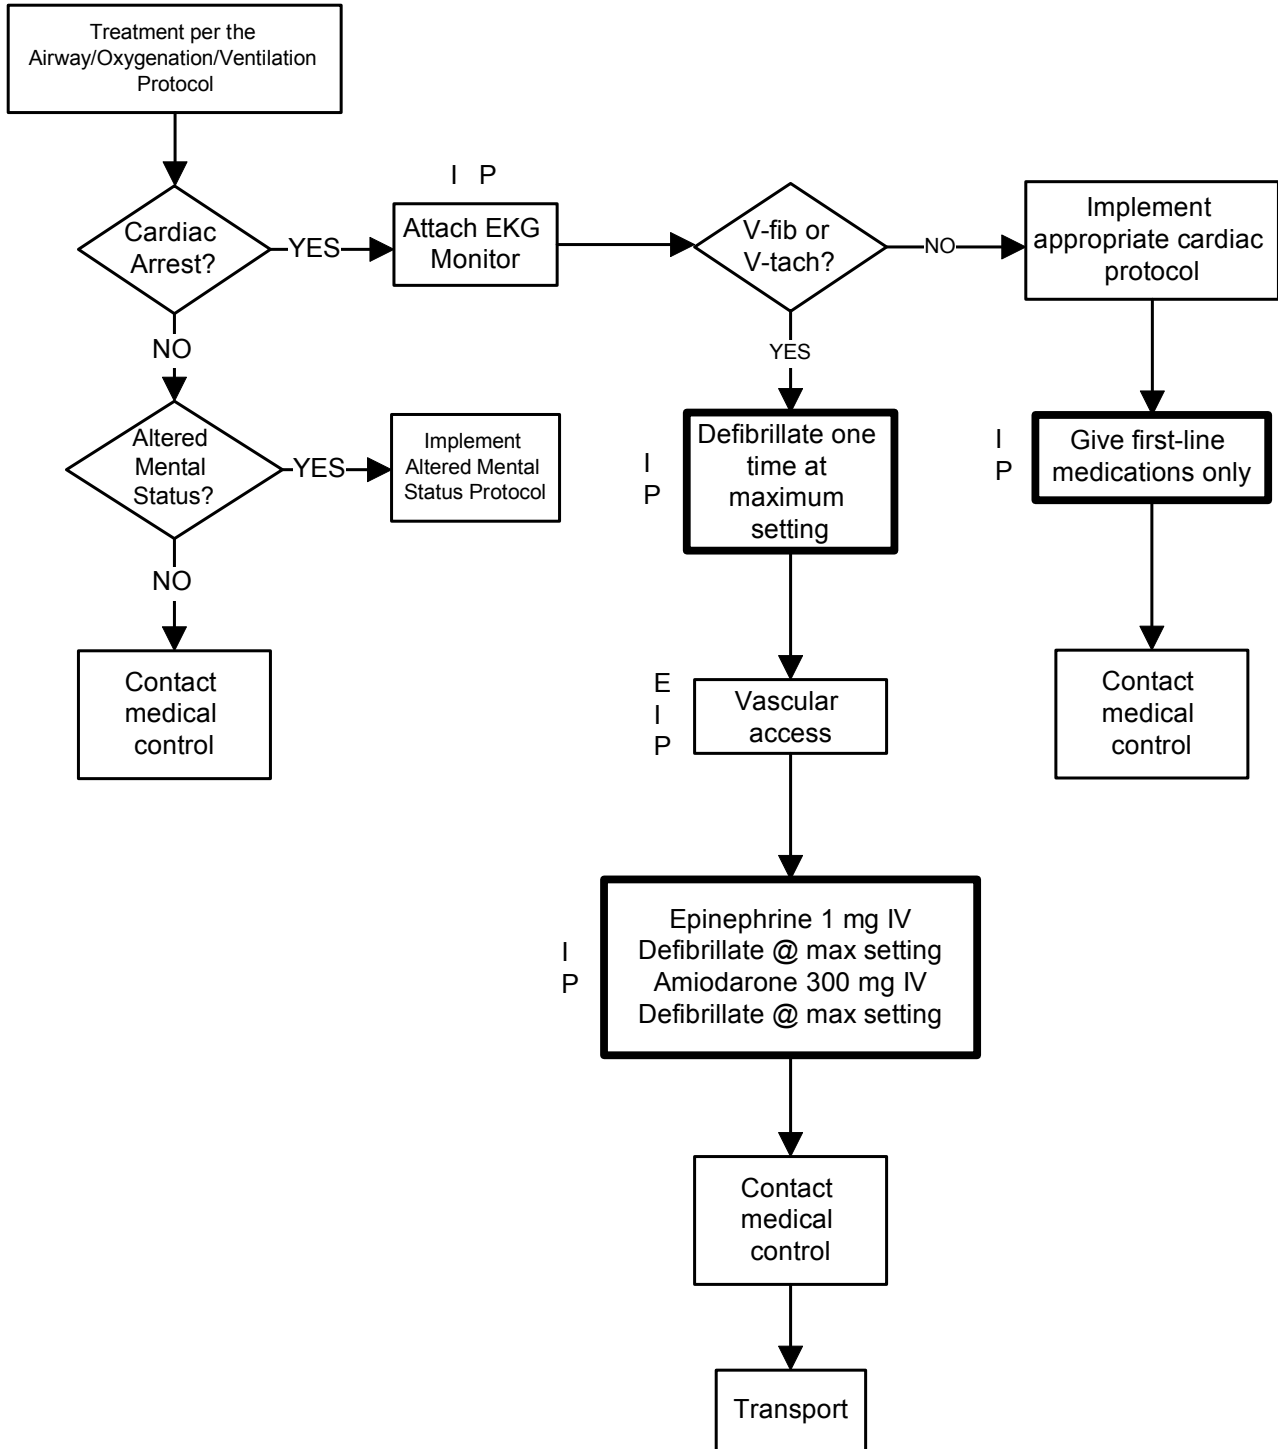 Treatment per the
Airway/Oxygenation/Ventilation
Protocol
Cardiac
Arrest?
YES
I P
Attach EKG
Monitor
V-fib or
V-tach?
NO
Implement
appropriate cardiac
protocol
NO
YES
Altered
Mental
Status?
YES
Implement
Altered Mental
Status Protocol
I
P
Defibrillate one
time at
maximum
setting
I
P
Give first-line
medications only
NO
Contact
medical
control
E
I
P
Vascular
access
Contact
medical
control
I
P
Epinephrine 1 mg IV
Defibrillate @ max setting
Amiodarone 300 mg IV
Defibrillate @ max setting
Contact
medical
control
Transport